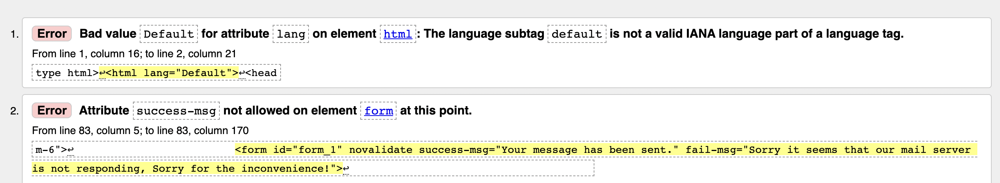 1. Error Bad value Default for attribute lang on element html: The language subtag default is not a valid IANA language part of a language tag.
From line 1, column 16; to line 2, column 21
type html>↩<html lang="Default">↩<head
2. Error Attribute success-msg not allowed on element form at this point.
From line 83, column 5; to line 83, column 170
m-6">↩ <form id="form_1" novalidate success-msg="Your message has been sent." fail-msg="Sorry it seems that our mail server
is not responding, Sorry for the inconvenience!">↩